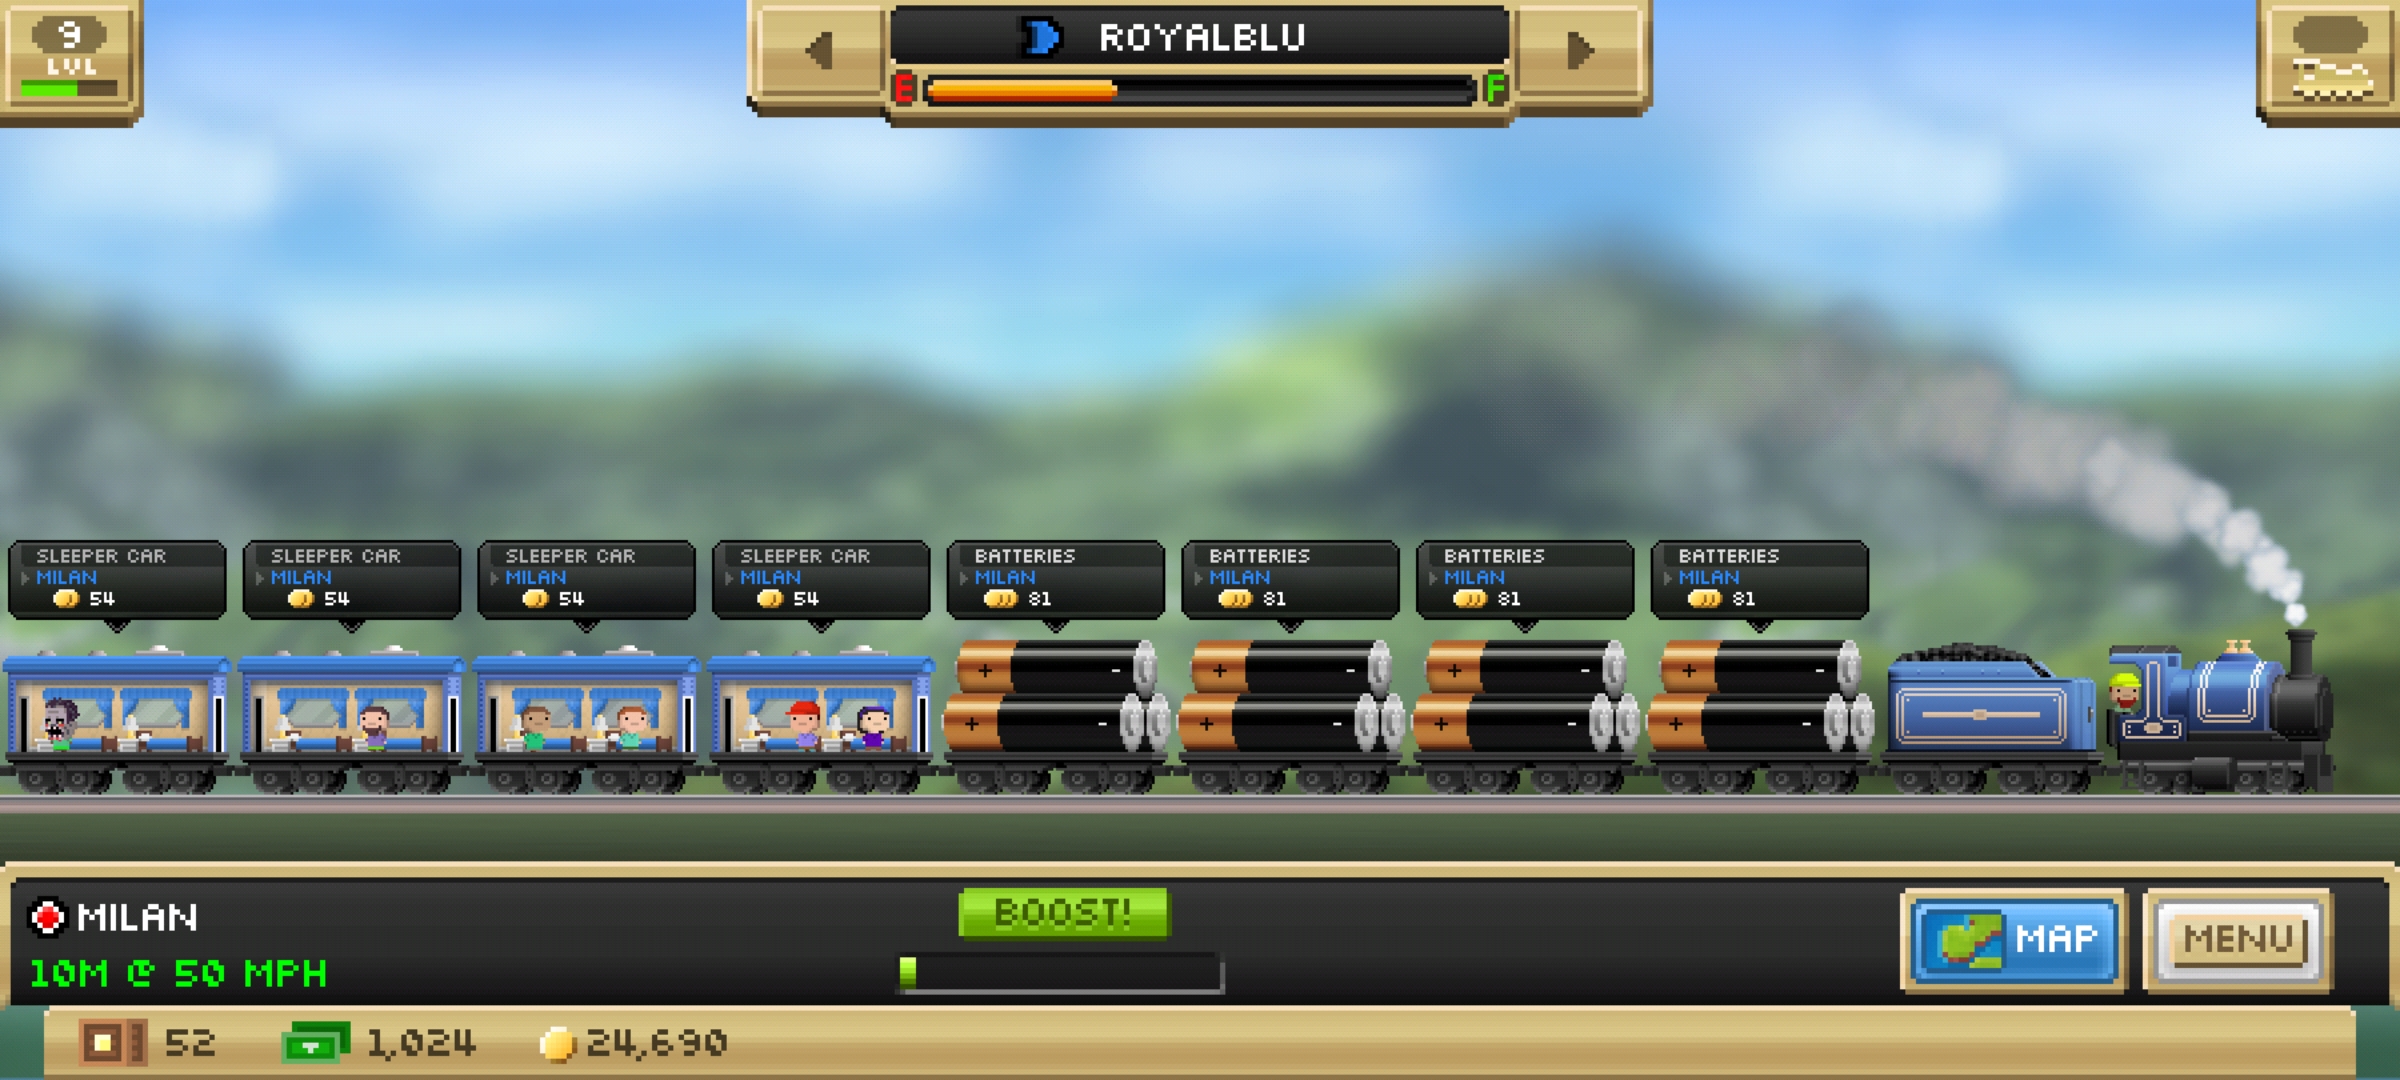 9
LVL
ROYALBLU
E F
SLEEPER CAR
MILAN
54
SLEEPER CAR
MILAN
54
SLEEPER CAR
MILAN
54
SLEEPER CAR
MILAN
54
BATTERIES
MILAN
81
BATTERIES
MILAN
81
BATTERIES
MILAN
81
BATTERIES
MILAN
81
+ -
+ -
+ -
+ -
+ -
+ -
+ -
+ -
MILAN
10M @ 50 MPH
BOOST!
MAP
MENU
52 1,024 24,690